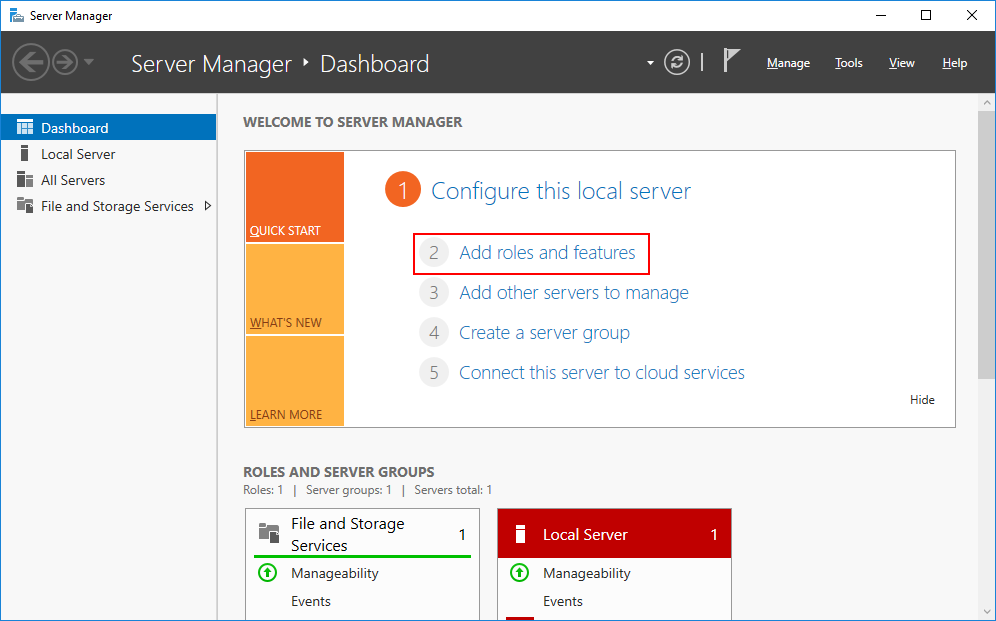 Server Manager
Server Manager ‣ Dashboard
Manage Tools View Help
Dashboard
Local Server
All Servers
File and Storage Services
WELCOME TO SERVER MANAGER
QUICK START
WHAT'S NEW
LEARN MORE
1 Configure this local server
2 Add roles and features
3 Add other servers to manage
4 Create a server group
5 Connect this server to cloud services
Hide
ROLES AND SERVER GROUPS
Roles: 1 | Server groups: 1 | Servers total: 1
File and Storage
Services
1
Manageability
Events
Local Server 1
Manageability
Events